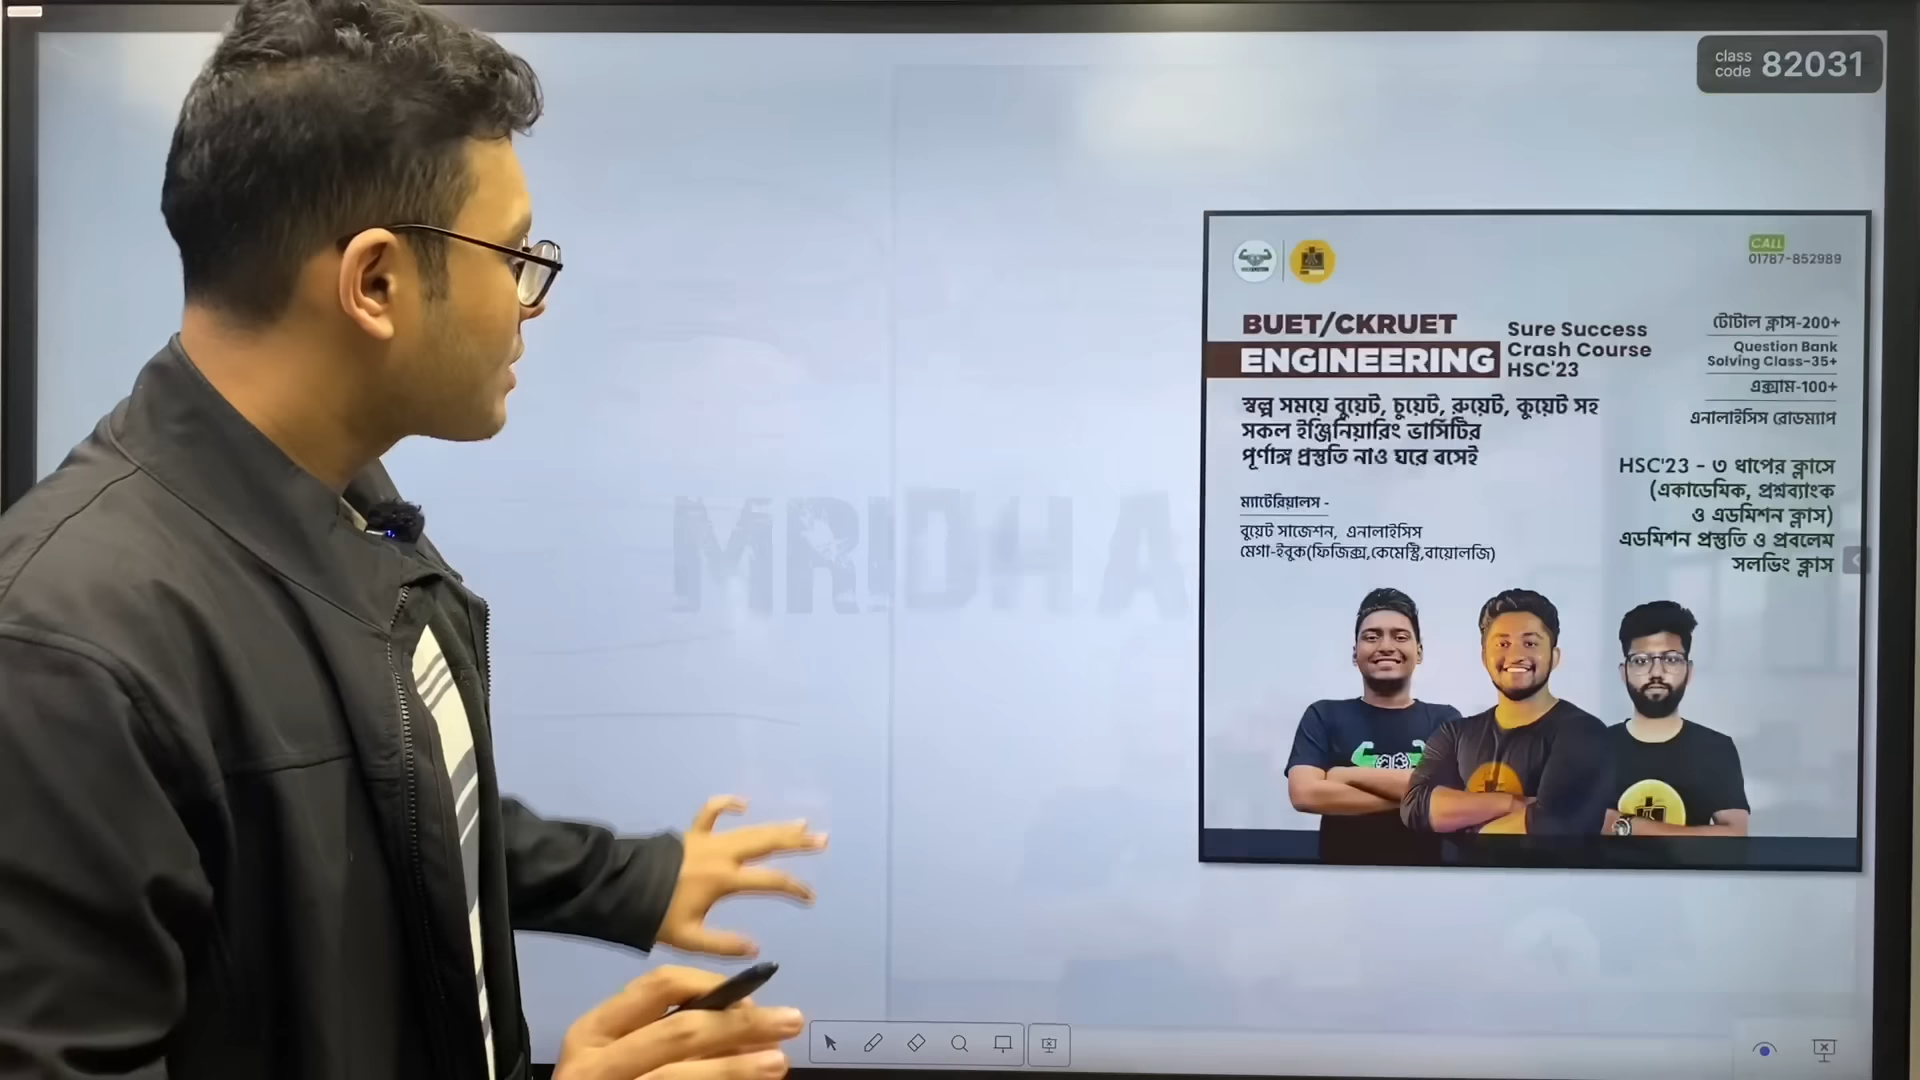 class
code 82031
CALL
01787-852989
BUET/CKRUET
ENGINEERING
Sure Success
Crash Course
HSC'23
টোটাল ক্লাস-200+
Question Bank
Solving Class-35+
এক্সাম-100+
এনালাইসিস রোডম্যাপ
স্বল্প সময়ে বুয়েট, চুয়েট, রুয়েট, কুয়েট সহ
সকল ইঞ্জিনিয়ারিং ভার্সিটির
পূর্ণাঙ্গ প্রস্তুতি নাও ঘরে বসেই
HSC'23 - ৩ ধাপের ক্লাসে
(একাডেমিক, প্রশ্নব্যাংক
ও এডমিশন ক্লাস)
এডমিশন প্রস্তুতি ও প্রবলেম
সলভিং ক্লাস
ম্যাটেরিয়ালস -
বুয়েট সাজেশন, এনালাইসিস
মেগা-ইবুক(ফিজিক্স,কেমেস্ট্রি,বায়োলজি)
MRIDHA